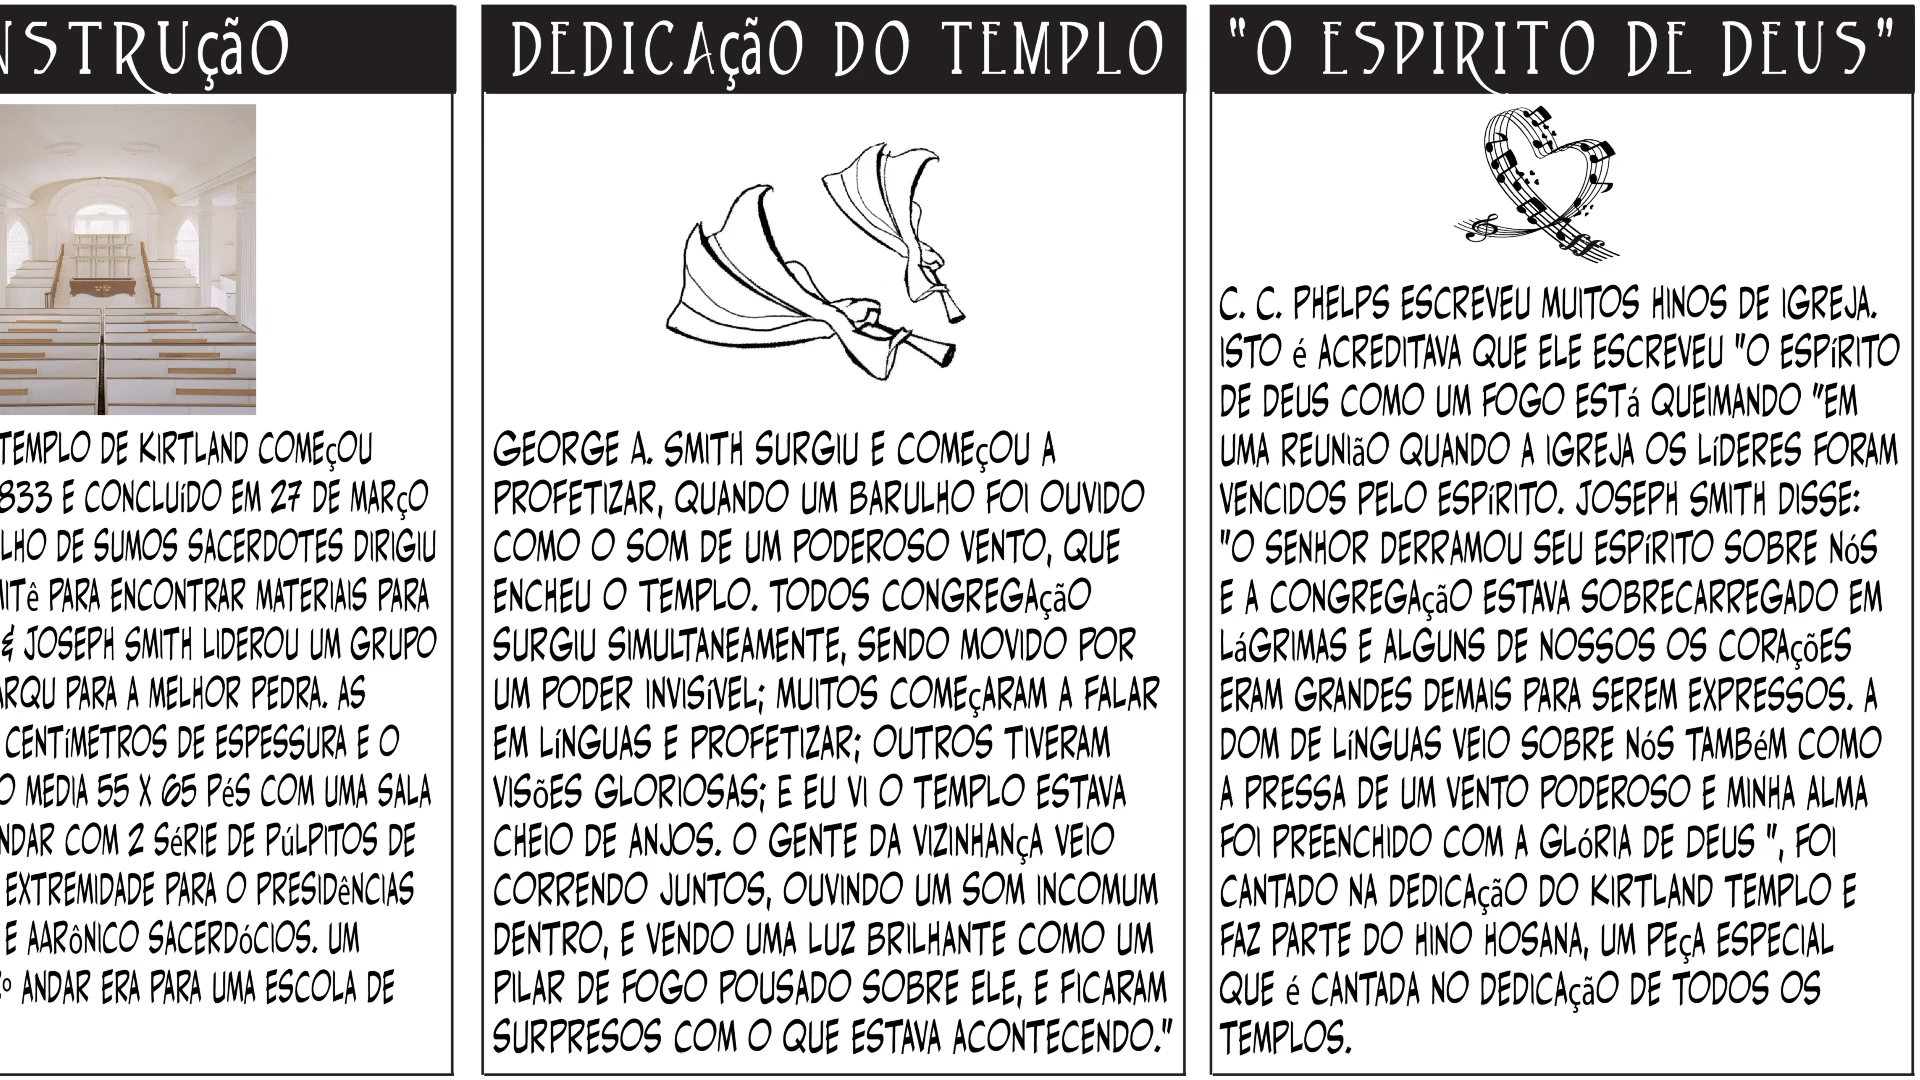 NSTRUçãO
TEMPLO DE KIRTLAND COMEçOU
833 E CONCLUíDO EM 27 DE MARçO
LHO DE SUMOS SACERDOTES DIRIGIU
MITê PARA ENCONTRAR MATERIAIS PARA
& JOSEPH SMITH LIDEROU UM GRUPO
ARQU PARA A MELHOR PEDRA. AS
CENTíMETROS DE ESPESSURA E O
O MEDIA 55 X 65 PéS COM UMA SALA
NDAR COM 2 SéRIE DE PúLPITOS DE
EXTREMIDADE PARA O PRESIDêNCIAS
E AARôNICO SACERDóCIOS. UM
º ANDAR ERA PARA UMA ESCOLA DE
DEDICAçãO DO TEMPLO
GEORGE A. SMITH SURGIU E COMEçOU A
PROFETIZAR, QUANDO UM BARULHO FOI OUVIDO
COMO O SOM DE UM PODEROSO VENTO, QUE
ENCHEU O TEMPLO. TODOS CONGREGAçãO
SURGIU SIMULTANEAMENTE, SENDO MOVIDO POR
UM PODER INVISíVEL; MUITOS COMEçARAM A FALAR
EM LíNGUAS E PROFETIZAR; OUTROS TIVERAM
VISõES GLORIOSAS; E EU VI O TEMPLO ESTAVA
CHEIO DE ANJOS. O GENTE DA VIZINHANçA VEIO
CORRENDO JUNTOS, OUVINDO UM SOM INCOMUM
DENTRO, E VENDO UMA LUZ BRILHANTE COMO UM
PILAR DE FOGO POUSADO SOBRE ELE, E FICARAM
SURPRESOS COM O QUE ESTAVA ACONTECENDO."
"O ESPIRITO DE DEUS"
C. C. PHELPS ESCREVEU MUITOS HINOS DE IGREJA.
ISTO é ACREDITAVA QUE ELE ESCREVEU "O ESPíRITO
DE DEUS COMO UM FOGO ESTá QUEIMANDO "EM
UMA REUNIãO QUANDO A IGREJA OS LíDERES FORAM
VENCIDOS PELO ESPíRITO. JOSEPH SMITH DISSE:
"O SENHOR DERRAMOU SEU ESPíRITO SOBRE NóS
E A CONGREGAçãO ESTAVA SOBRECARREGADO EM
LáGRIMAS E ALGUNS DE NOSSOS OS CORAçõES
ERAM GRANDES DEMAIS PARA SEREM EXPRESSOS. A
DOM DE LíNGUAS VEIO SOBRE NóS TAMBéM COMO
A PRESSA DE UM VENTO PODEROSO E MINHA ALMA
FOI PREENCHIDO COM A GLóRIA DE DEUS ", FOI
CANTADO NA DEDICAçãO DO KIRTLAND TEMPLO E
FAZ PARTE DO HINO HOSANA, UM PEçA ESPECIAL
QUE é CANTADA NO DEDICAçãO DE TODOS OS
TEMPLOS.